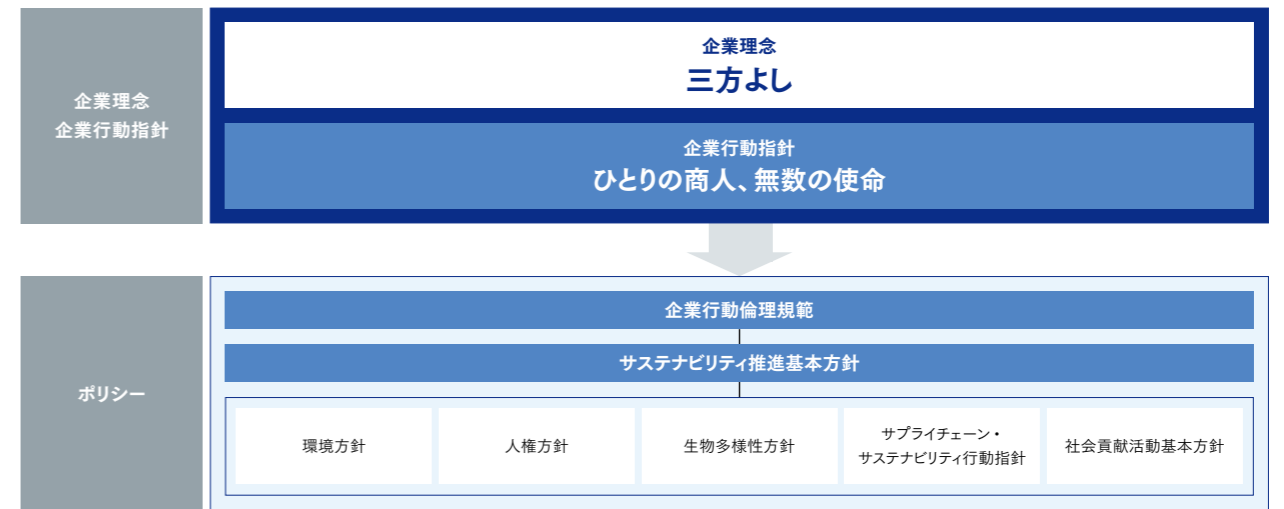 企業理念
企業行動指針
企業理念
三方よし
企業行動指針
ひとりの商人、無数の使命
ポリシー
企業行動倫理規範
サステナビリティ推進基本方針
環境方針
人権方針
生物多様性方針
サプライチェーン・
サステナビリティ行動指針
社会貢献活動基本方針